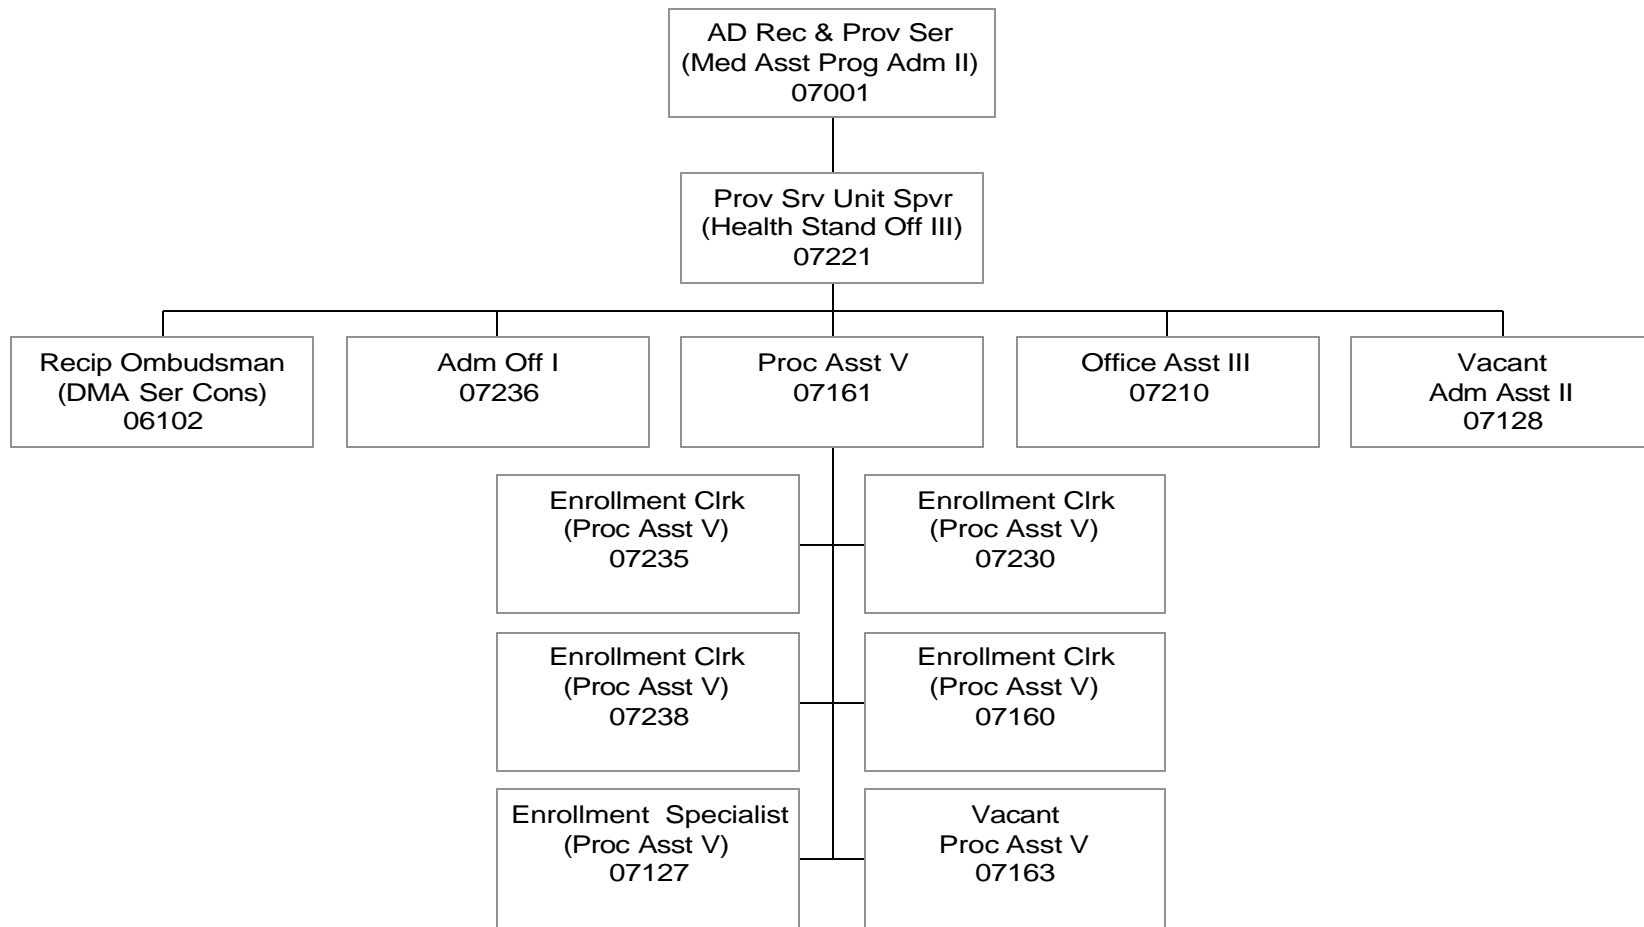 AD Rec & Prov Ser
(Med Asst Prog Adm II)
07001
Prov Srv Unit Spvr
(Health Stand Off III)
07221
Recip Ombudsman
(DMA Ser Cons)
06102
Adm Off I
07236
Proc Asst V
07161
Office Asst III
07210
Vacant
Adm Asst II
07128
Enrollment Clrk
(Proc Asst V)
07235
Enrollment Clrk
(Proc Asst V)
07230
Enrollment Clrk
(Proc Asst V)
07238
Enrollment Clrk
(Proc Asst V)
07160
Enrollment Specialist
(Proc Asst V)
07127
Vacant
Proc Asst V
07163